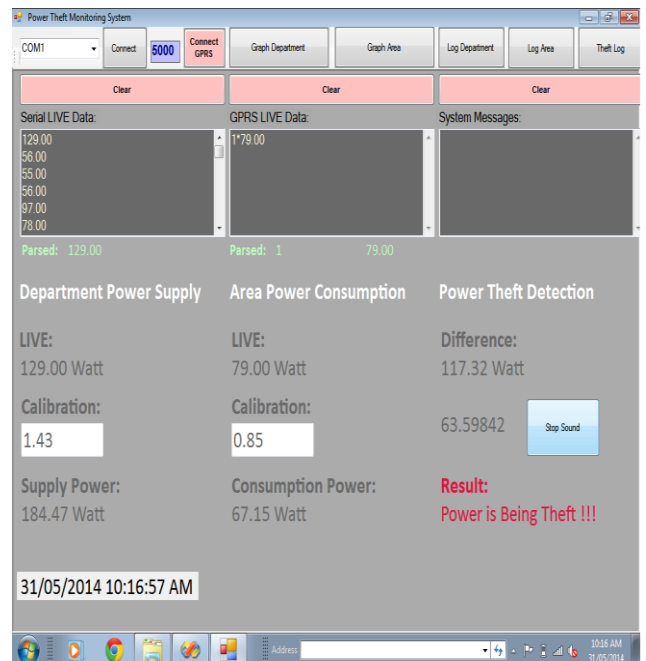 Power Theft Monitoring System
COM1 Connect 5000 Connect GPRS Graph Department Graph Area Log Department Log Area Theft Log
Clear Clear Clear
Serial LIVE Data: GPRS LIVE Data: System Messages:
129.00 1*79.00
56.00
55.00
56.00
97.00
78.00
Parsed: 129.00 Parsed: 1 79.00
Department Power Supply Area Power Consumption Power Theft Detection
LIVE: LIVE: Difference:
129.00 Watt 79.00 Watt 117.32 Watt
Calibration: Calibration:
1.43 0.85 63.59842 Stop Sound
Supply Power: Consumption Power: Result:
184.47 Watt 67.15 Watt Power is Being Theft !!!
31/05/2014 10:16:57 AM
Address 10:16 AM
31/05/2014